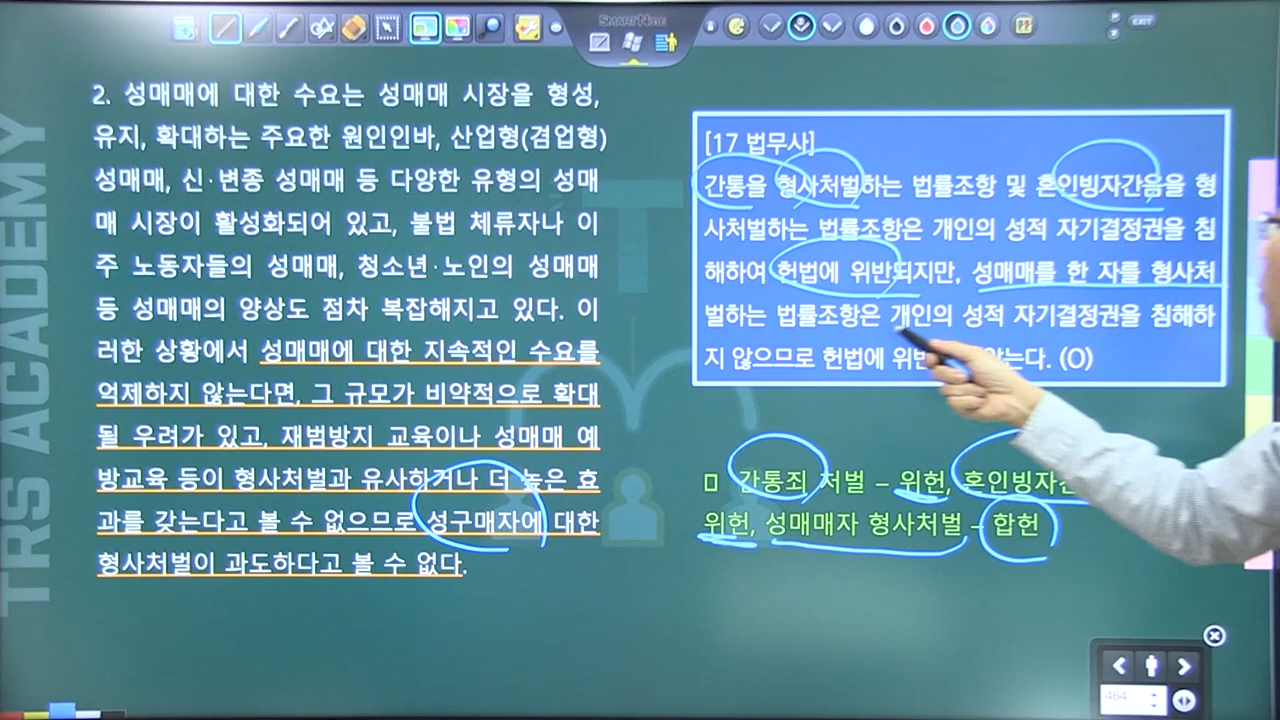 SMART NOTE
EXIT
2. 성매매에 대한 수요는 성매매 시장을 형성,
유지, 확대하는 주요한 원인인바, 산업형(겸업형)
성매매, 신·변종 성매매 등 다양한 유형의 성매
매 시장이 활성화되어 있고, 불법 체류자나 이
주 노동자들의 성매매, 청소년·노인의 성매매
등 성매매의 양상도 점차 복잡해지고 있다. 이
러한 상황에서 성매매에 대한 지속적인 수요를
억제하지 않는다면, 그 규모가 비약적으로 확대
될 우려가 있고, 재범방지 교육이나 성매매 예
방교육 등이 형사처벌과 유사하거나 더 높은 효
과를 갖는다고 볼 수 없으므로 성구매자에 대한
형사처벌이 과도하다고 볼 수 없다.
[17 법무사]
간통을 형사처벌하는 법률조항 및 혼인빙자간음을 형
사처벌하는 법률조항은 개인의 성적 자기결정권을 침
해하여 헌법에 위반되지만, 성매매를 한 자를 형사처
벌하는 법률조항은 개인의 성적 자기결정권을 침해하
지 않으므로 헌법에 위반 않는다. (O)
간통죄 처벌 – 위헌, 혼인빙자간
위헌, 성매매자 형사처벌 – 합헌
TRS ACADEMY
464